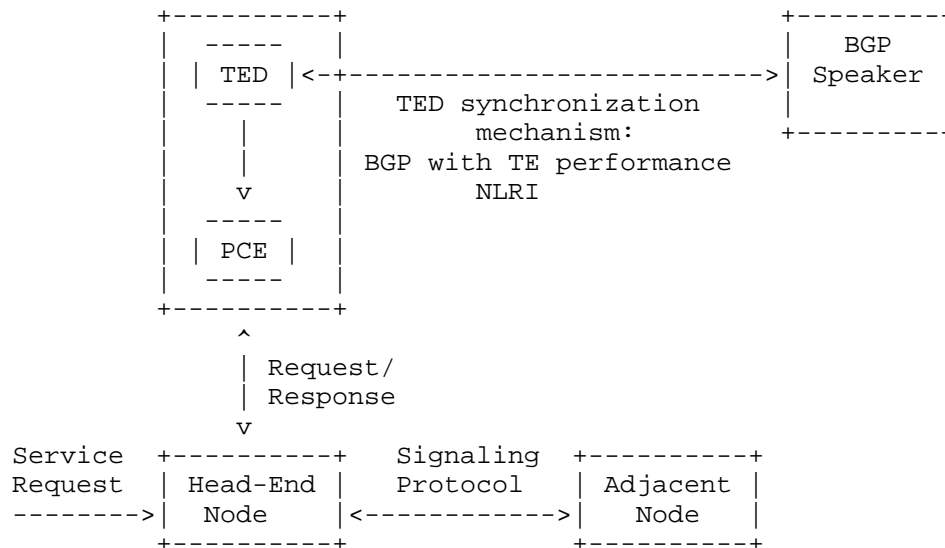 BGP
TED Speaker
TED synchronization
mechanism:
BGP with TE performance
NLRI
PCE
Request/
Response
Service Signaling
Request Head-End Protocol Adjacent
Node Node